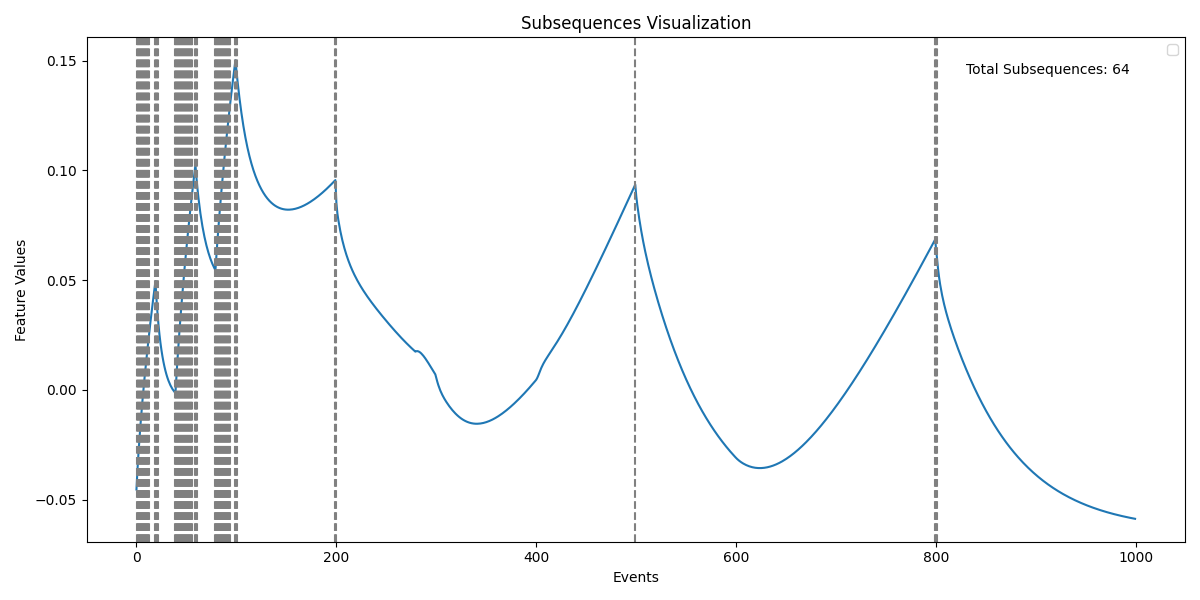 Subsequences Visualization
Total Subsequences: 64
Feature Values
0.15
0.10
0.05
0.00
−0.05
0
200
400
600
800
1000
Events